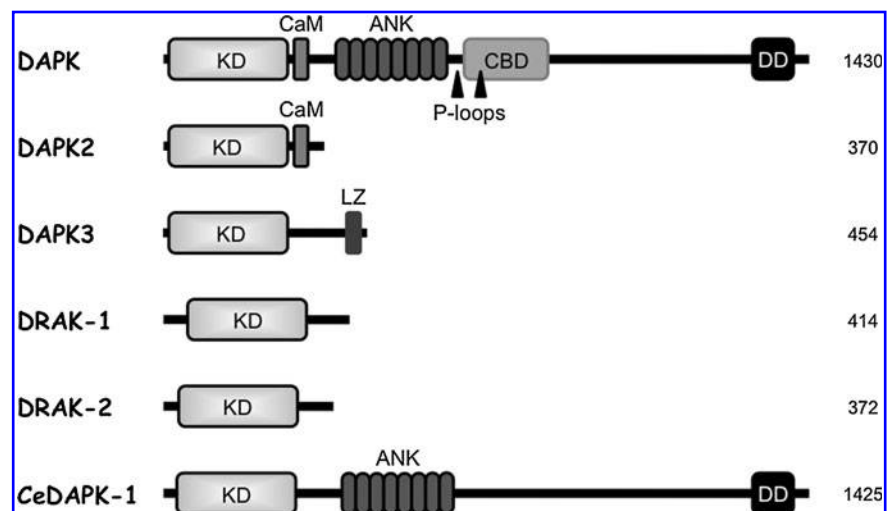 CaM ANK
DAPK KD CBD DD 1430
P-loops
CaM
DAPK2 KD 370
LZ
DAPK3 KD 454
DRAK-1 KD 414
DRAK-2 KD 372
ANK
CeDAPK-1 KD DD 1425